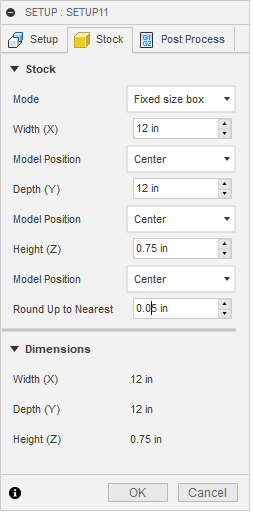 SETUP : SETUP11
Setup Stock G1 G2 Post Process
Stock
Mode Fixed size box
Width (X) 12 in
Model Position Center
Depth (Y) 12 in
Model Position Center
Height (Z) 0.75 in
Model Position Center
Round Up to Nearest 0.05 in
Dimensions
Width (X) 12 in
Depth (Y) 12 in
Height (Z) 0.75 in
OK Cancel